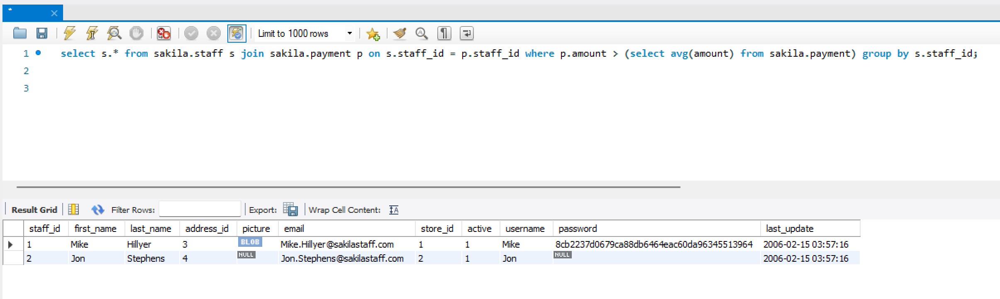 *
Limit to 1000 rows
1 select s.* from sakila.staff s join sakila.payment p on s.staff_id = p.staff_id where p.amount > (select avg(amount) from sakila.payment) group by s.staff_id;
2
3
Result Grid Filter Rows: Export: Wrap Cell Content: IA
staff_id first_name last_name address_id picture email store_id active username password last_update
1 Mike Hillyer 3 BLOB Mike.Hillyer@sakilastaff.com 1 1 Mike 8cb2237d0679ca88db6464eac60da96345513964 2006-02-15 03:57:16
2 Jon Stephens 4 NULL Jon.Stephens@sakilastaff.com 2 1 Jon NULL 2006-02-15 03:57:16